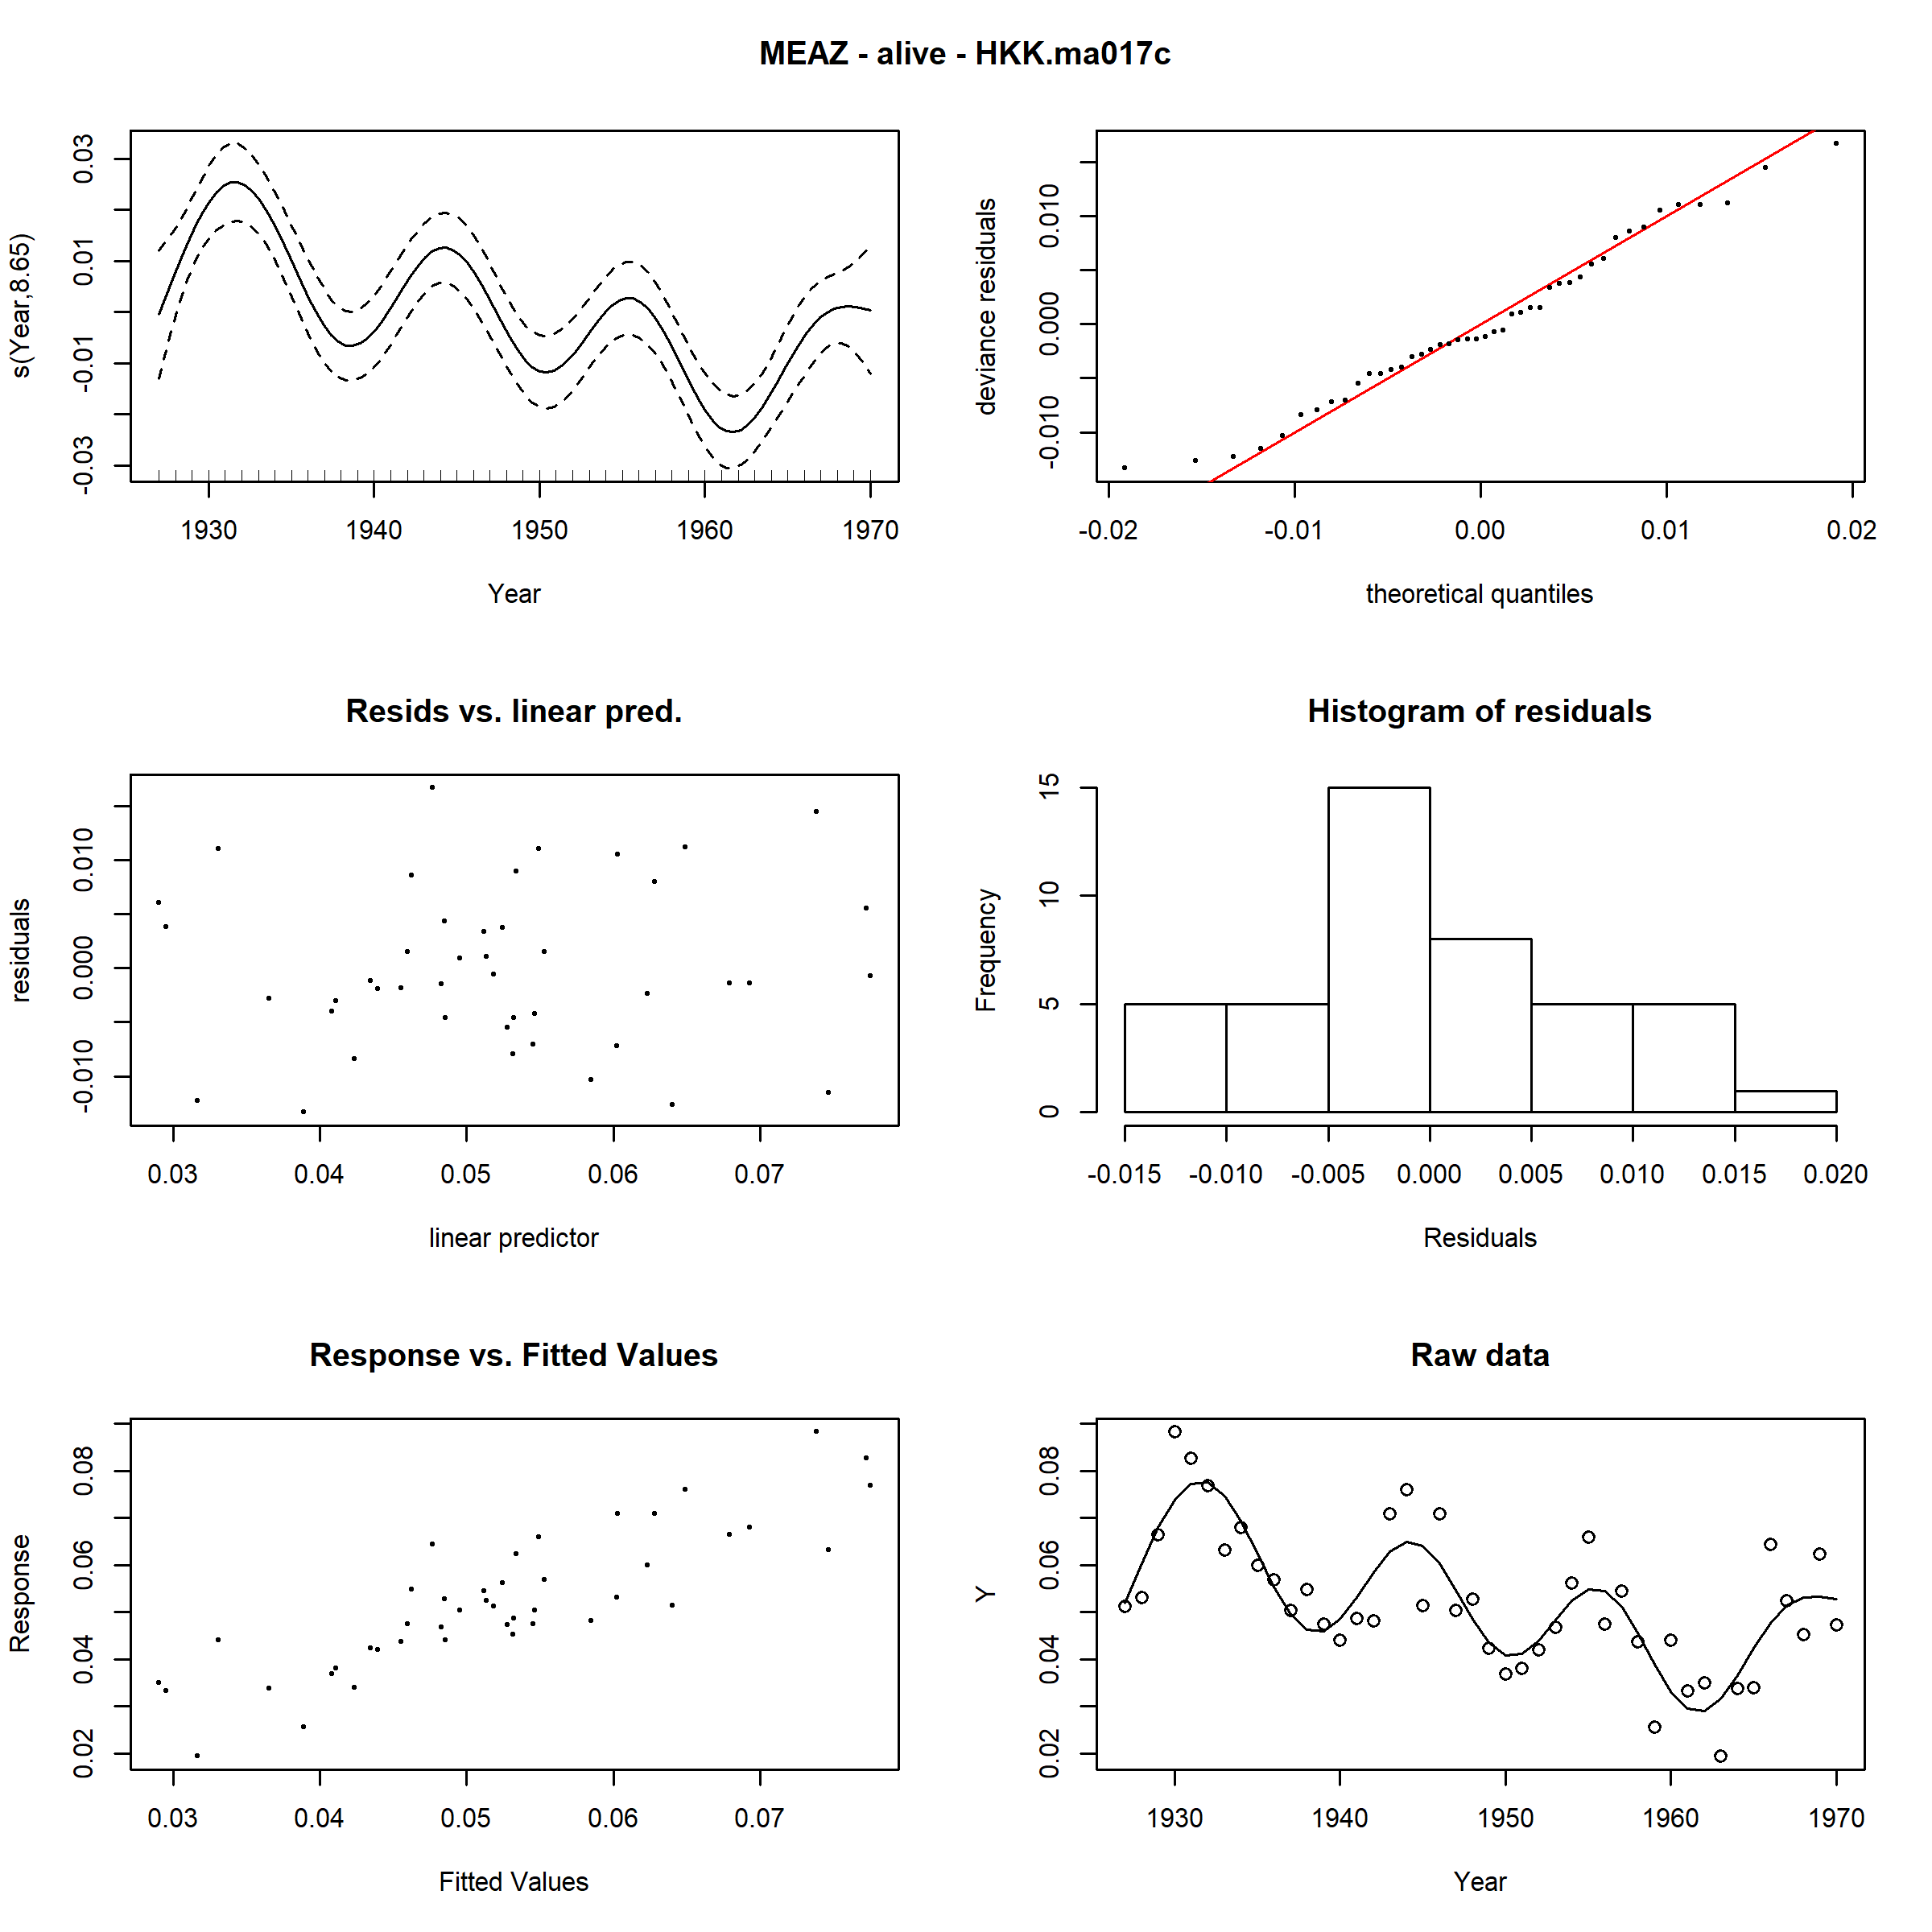 MEAZ - alive - HKK.ma017c
s(Year,8.65)
0.03
0.01
-0.01
-0.03
1930 1940 1950 1960 1970
Year
deviance residuals
0.010
0.000
-0.010
-0.02 -0.01 0.00 0.01 0.02
theoretical quantiles
Resids vs. linear pred.
residuals
0.010
0.000
-0.010
0.03 0.04 0.05 0.06 0.07
linear predictor
Histogram of residuals
Frequency
15
10
5
0
-0.015 -0.010 -0.005 0.000 0.005 0.010 0.015 0.020
Residuals
Response vs. Fitted Values
Response
0.08
0.06
0.04
0.02
0.03 0.04 0.05 0.06 0.07
Fitted Values
Raw data
Y
0.08
0.06
0.04
0.02
1930 1940 1950 1960 1970
Year